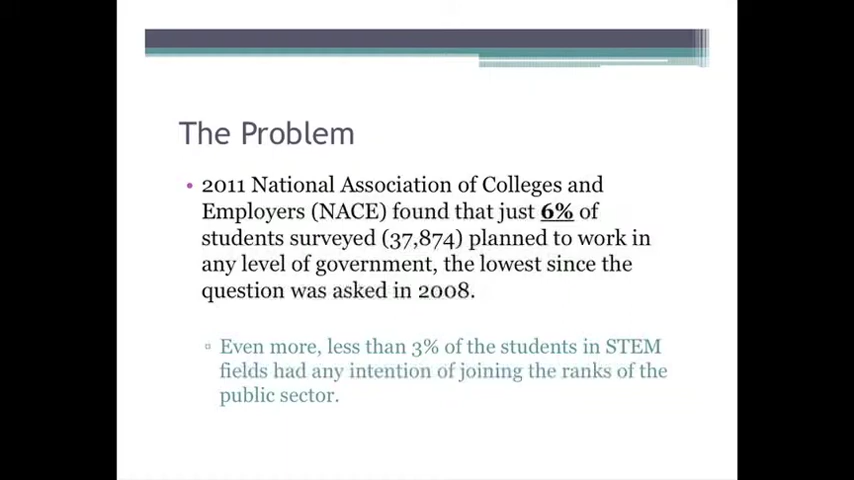 The Problem
• 2011 National Association of Colleges and
Employers (NACE) found that just 6% of
students surveyed (37,874) planned to work in
any level of government, the lowest since the
question was asked in 2008.
▫ Even more, less than 3% of the students in STEM
fields had any intention of joining the ranks of the
public sector.